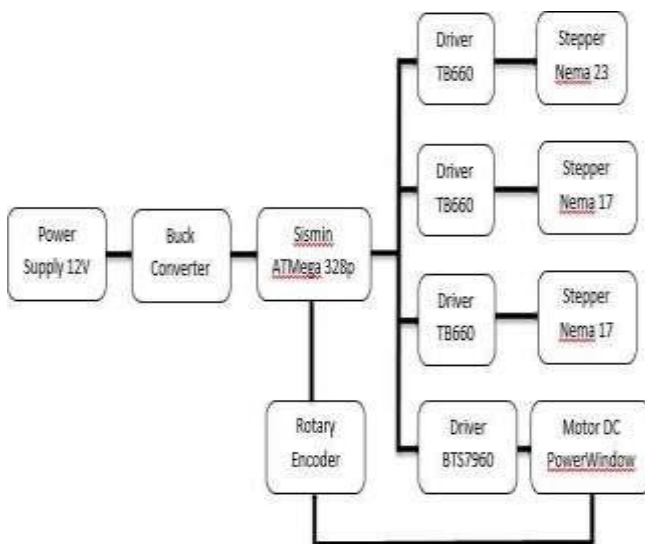 Driver
TB660
Stepper
Nema 23
Driver
TB660
Stepper
Nema 17
Power
Supply 12V
Buck
Converter
Sismin
ATMega 328p
Driver
TB660
Stepper
Nema 17
Rotary
Encoder
Driver
BTS7960
Motor DC
PowerWindow